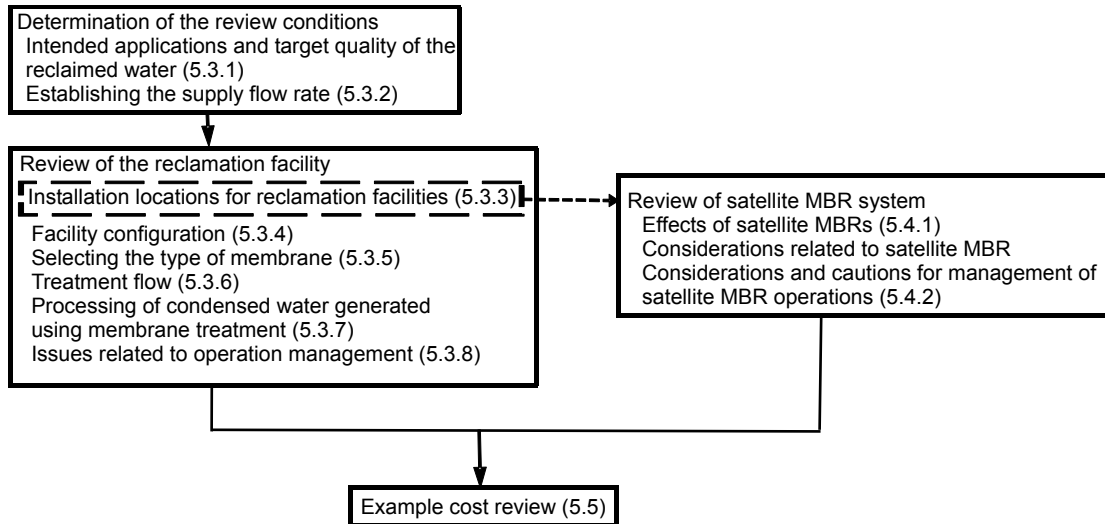 Determination of the review conditions
Intended applications and target quality of the
reclaimed water (5.3.1)
Establishing the supply flow rate (5.3.2)
Review of the reclamation facility
Installation locations for reclamation facilities (5.3.3)
Facility configuration (5.3.4)
Selecting the type of membrane (5.3.5)
Treatment flow (5.3.6)
Processing of condensed water generated
using membrane treatment (5.3.7)
Issues related to operation management (5.3.8)
Review of satellite MBR system
Effects of satellite MBRs (5.4.1)
Considerations related to satellite MBR
Considerations and cautions for management of
satellite MBR operations (5.4.2)
Example cost review (5.5)